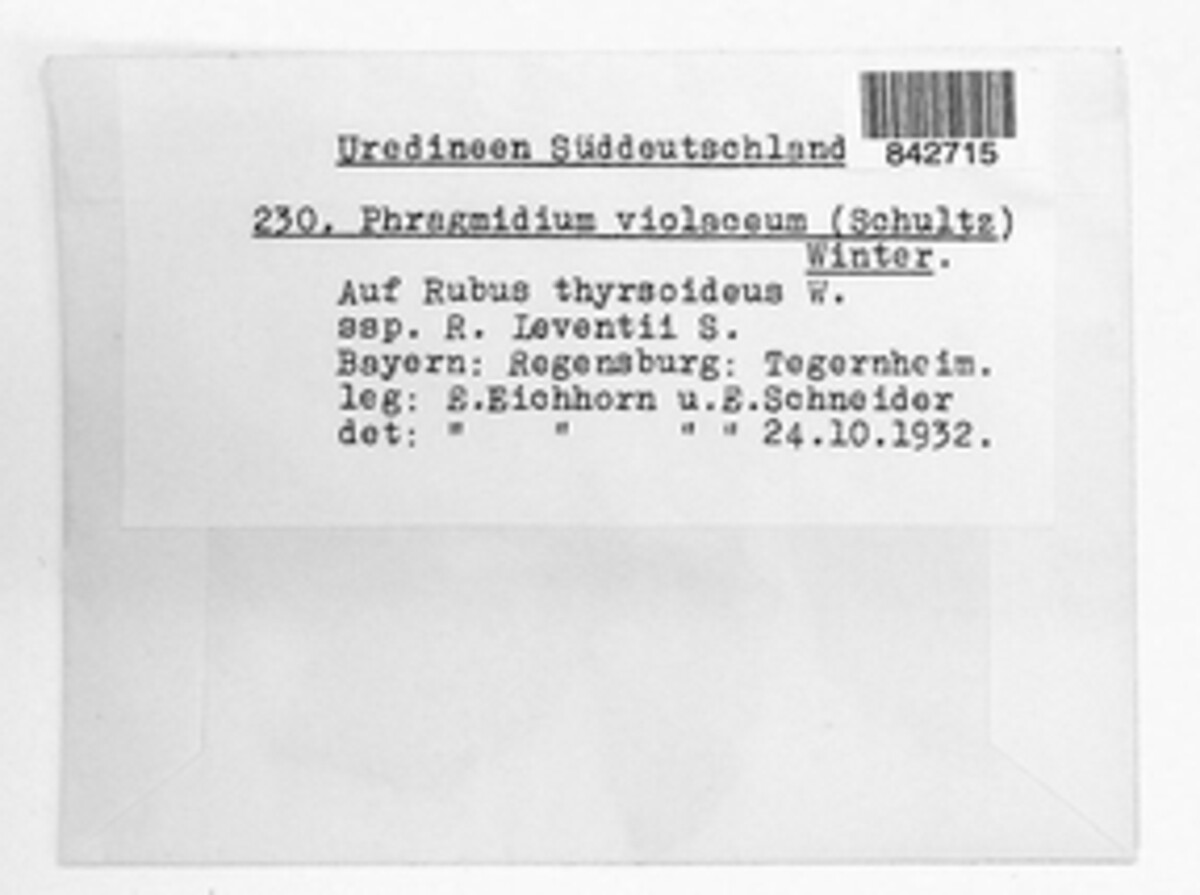 842715
Uredineen Süddeutschland
230. Phragmidium violaceum (Schultz)
Winter.
Auf Rubus thyrsoideus W.
ssp. R. Leventii S.
Bayern: Regensburg: Tegernheim.
leg: E.Eichhorn u.E.Schneider
det: " " " " 24.10.1932.